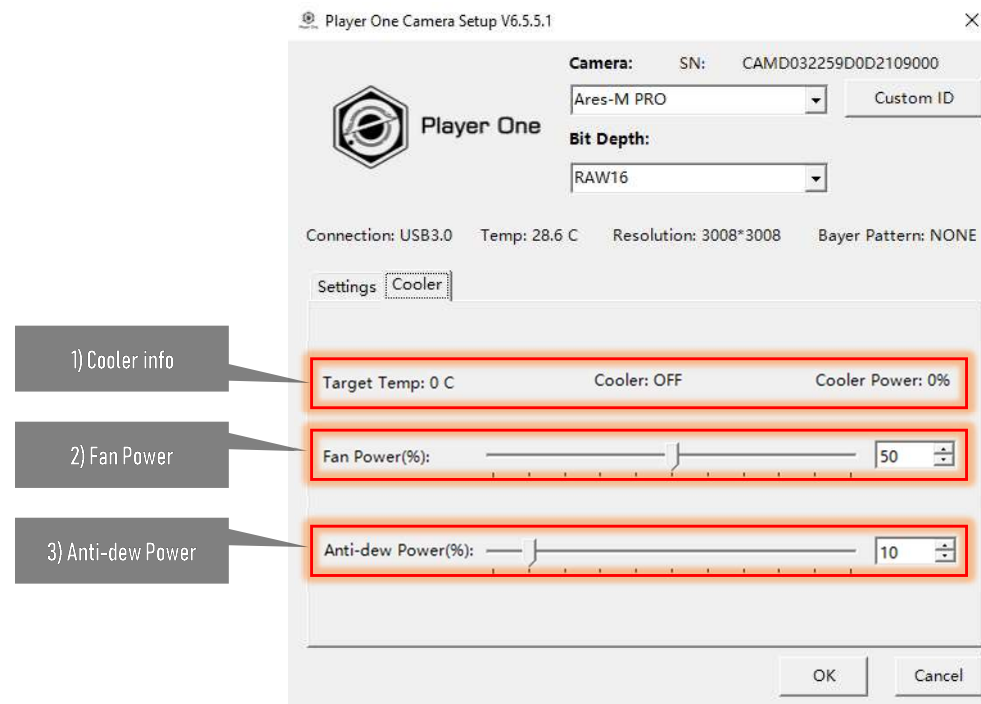 Player One Camera Setup V6.5.5.1
Camera: SN: CAMD032259D0D2109000
Ares-M PRO Custom ID
Player One
Bit Depth:
RAW16
Connection: USB3.0 Temp: 28.6 C Resolution: 3008*3008 Bayer Pattern: NONE
Settings Cooler
1) Cooler info
Target Temp: 0 C Cooler: OFF Cooler Power: 0%
2) Fan Power
Fan Power(%): 50
3) Anti-dew Power
Anti-dew Power(%): 10
OK Cancel